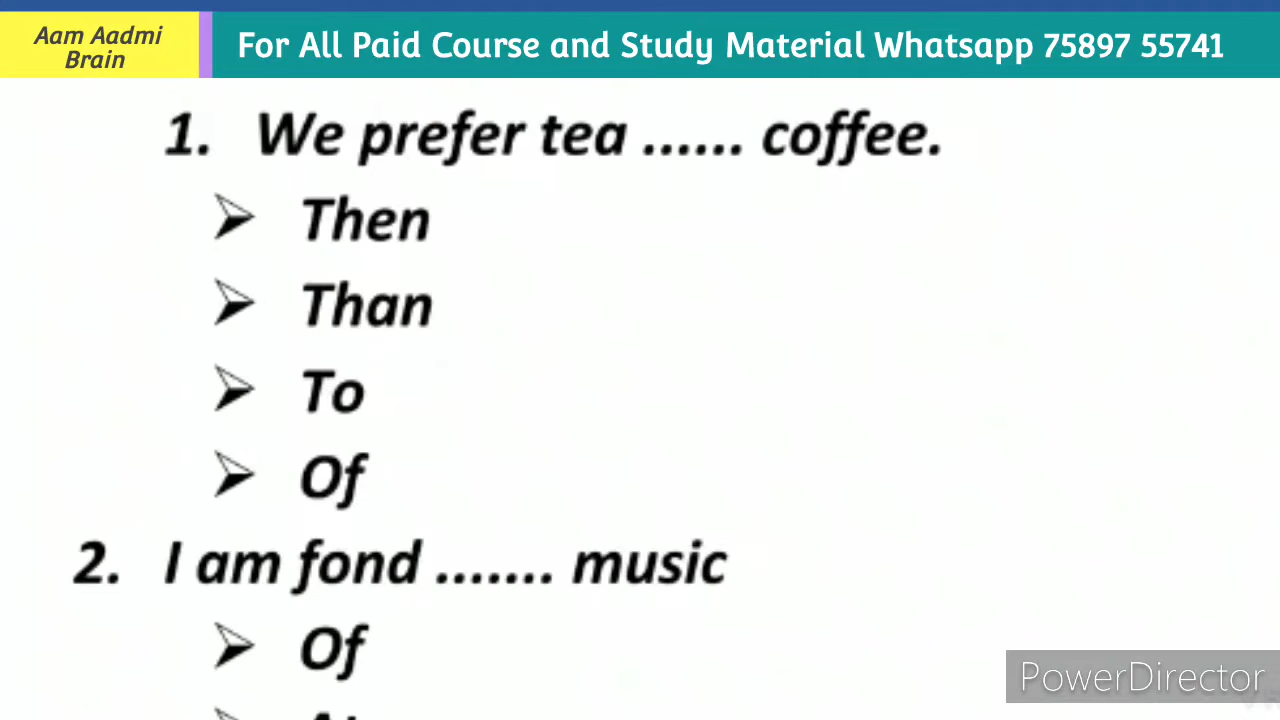 Aam Aadmi
Brain
For All Paid Course and Study Material Whatsapp 75897 55741
1. We prefer tea ...... coffee.
Then
Than
To
Of
2. I am fond ....... music
Of
PowerDirector